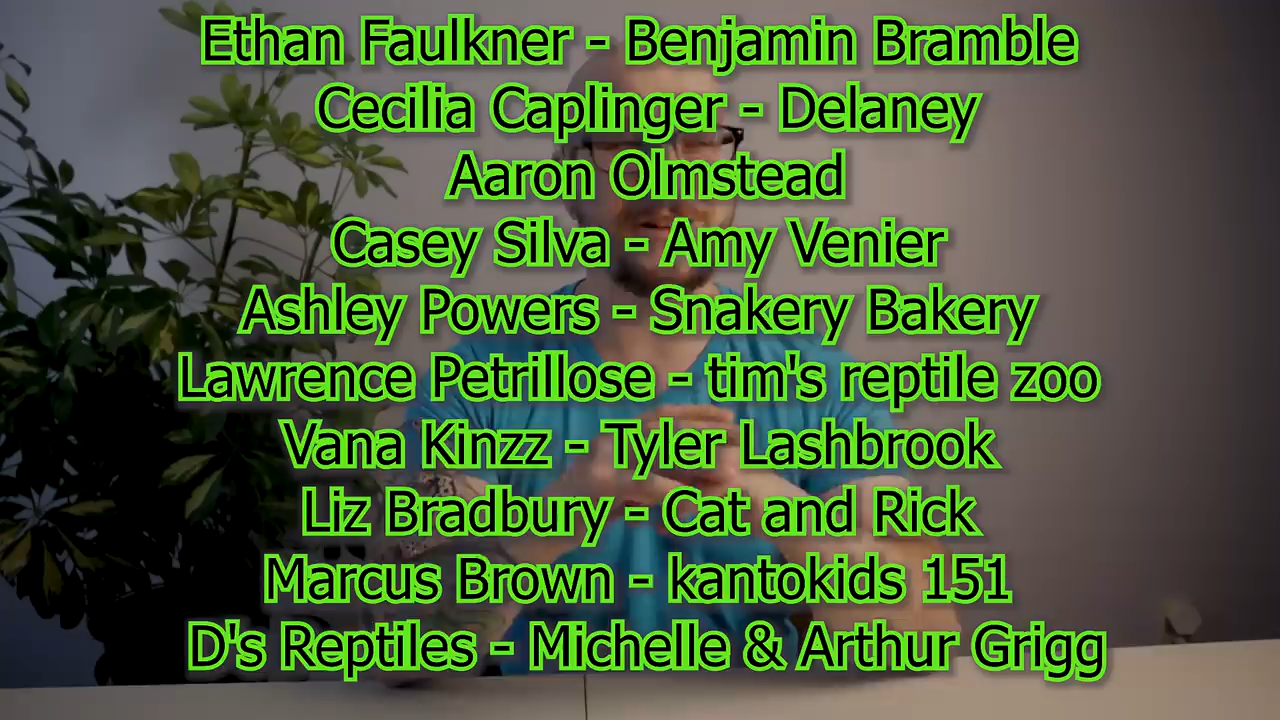 Ethan Faulkner - Benjamin Bramble
Cecilia Caplinger - Delaney
Aaron Olmstead
Casey Silva - Amy Venier
Ashley Powers - Snakery Bakery
Lawrence Petrillose - tim's reptile zoo
Vana Kinzz - Tyler Lashbrook
Liz Bradbury - Cat and Rick
Marcus Brown - kantokids 151
D's Reptiles - Michelle & Arthur Grigg